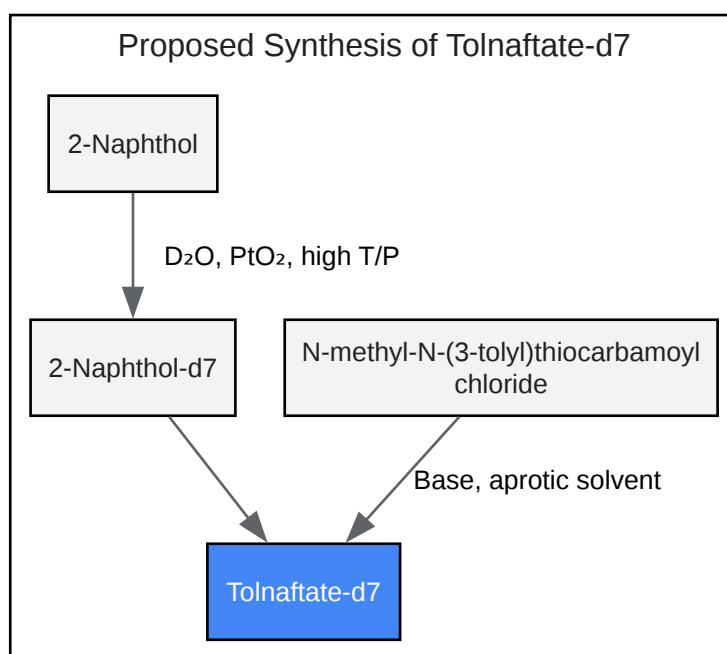 Proposed Synthesis of Tolnaftate-d7
2-Naphthol
D₂O, PtO₂, high T/P
2-Naphthol-d7
N-methyl-N-(3-tolyl)thiocarbamoyl
chloride
Base, aprotic solvent
Tolnaftate-d7